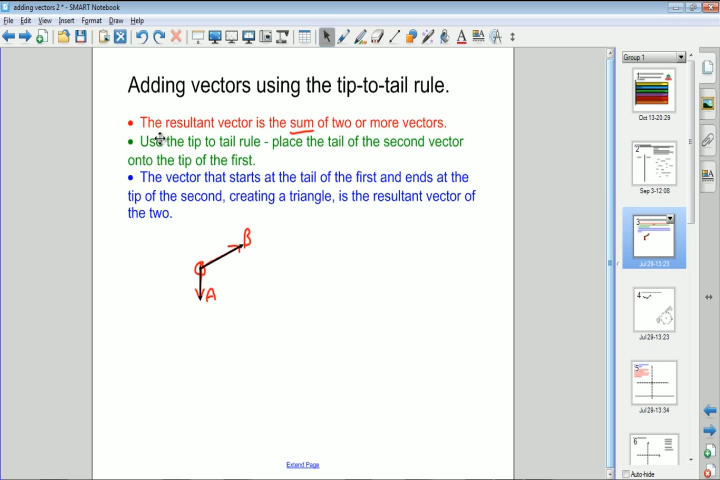 adding vectors 2 * - SMART Notebook
File Edit View Insert Format Draw Help
Adding vectors using the tip-to-tail rule.
• The resultant vector is the sum of two or more vectors.
• Use the tip to tail rule - place the tail of the second vector
onto the tip of the first.
• The vector that starts at the tail of the first and ends at the
tip of the second, creating a triangle, is the resultant vector of
the two.
B
A
Extend Page
Group 1
Oct 13-20:29
2
Sep 3-12:08
3
Jul 29-13:23
4
Jul 29-13:23
5
Jul 29-13:34
6
Auto-hide